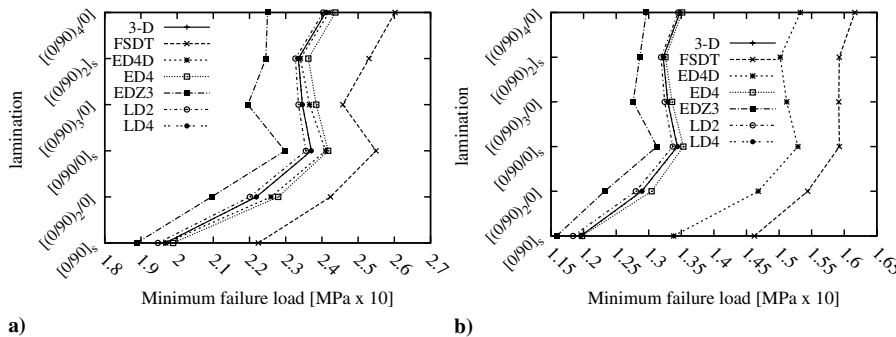 [(0/90)₄/0]
[(0/90)₂]ₛ
[(0/90)₃/0]
[0/90/0]ₛ
[(0/90)₂/0]
[0/90]ₛ
lamination
3-D
FSDT
ED4D
ED4
EDZ3
LD2
LD4
1.8 1.9 2 2.1 2.2 2.3 2.4 2.5 2.6 2.7
Minimum failure load [MPa x 10]
a)
[(0/90)₄/0]
[(0/90)₂]ₛ
[(0/90)₃/0]
[0/90/0]ₛ
[(0/90)₂/0]
[0/90]ₛ
lamination
3-D
FSDT
ED4D
ED4
EDZ3
LD2
LD4
1.15 1.2 1.25 1.3 1.35 1.4 1.45 1.5 1.55 1.6 1.65
Minimum failure load [MPa x 10]
b)